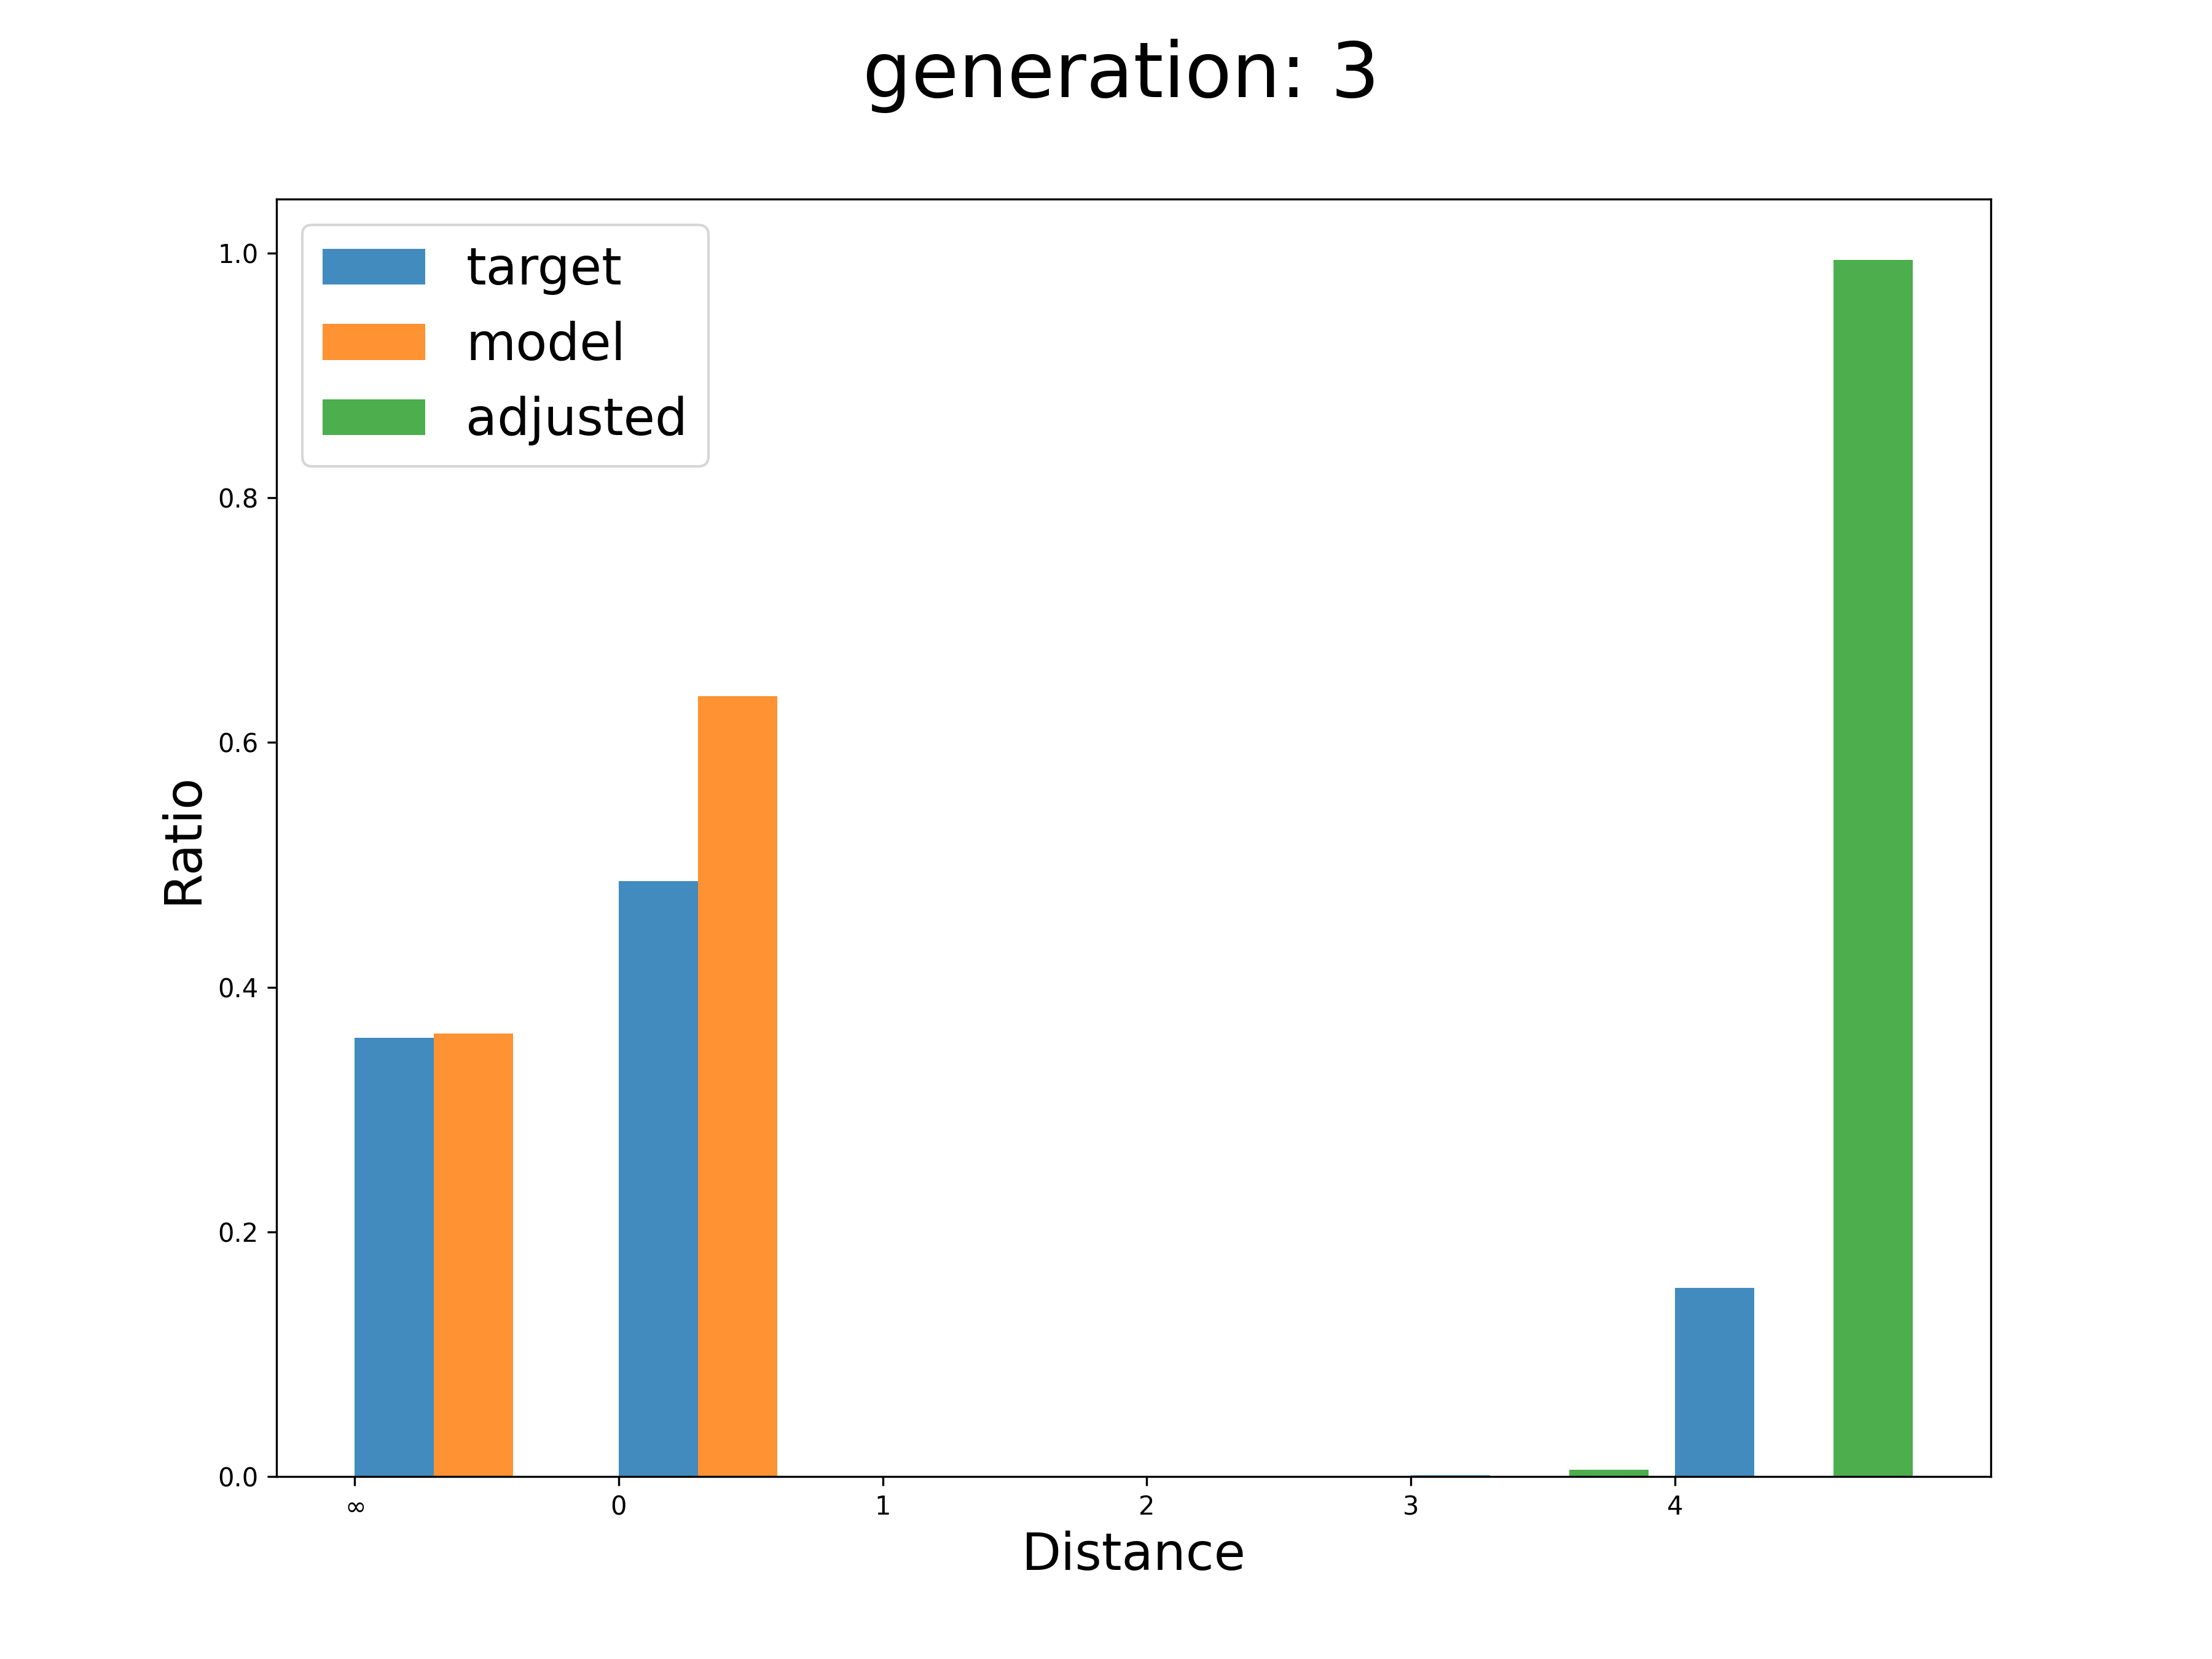 generation: 3
target
model
adjusted
1.0
0.8
0.6
0.4
0.2
0.0
Ratio
∞ 0 1 2 3 4
Distance